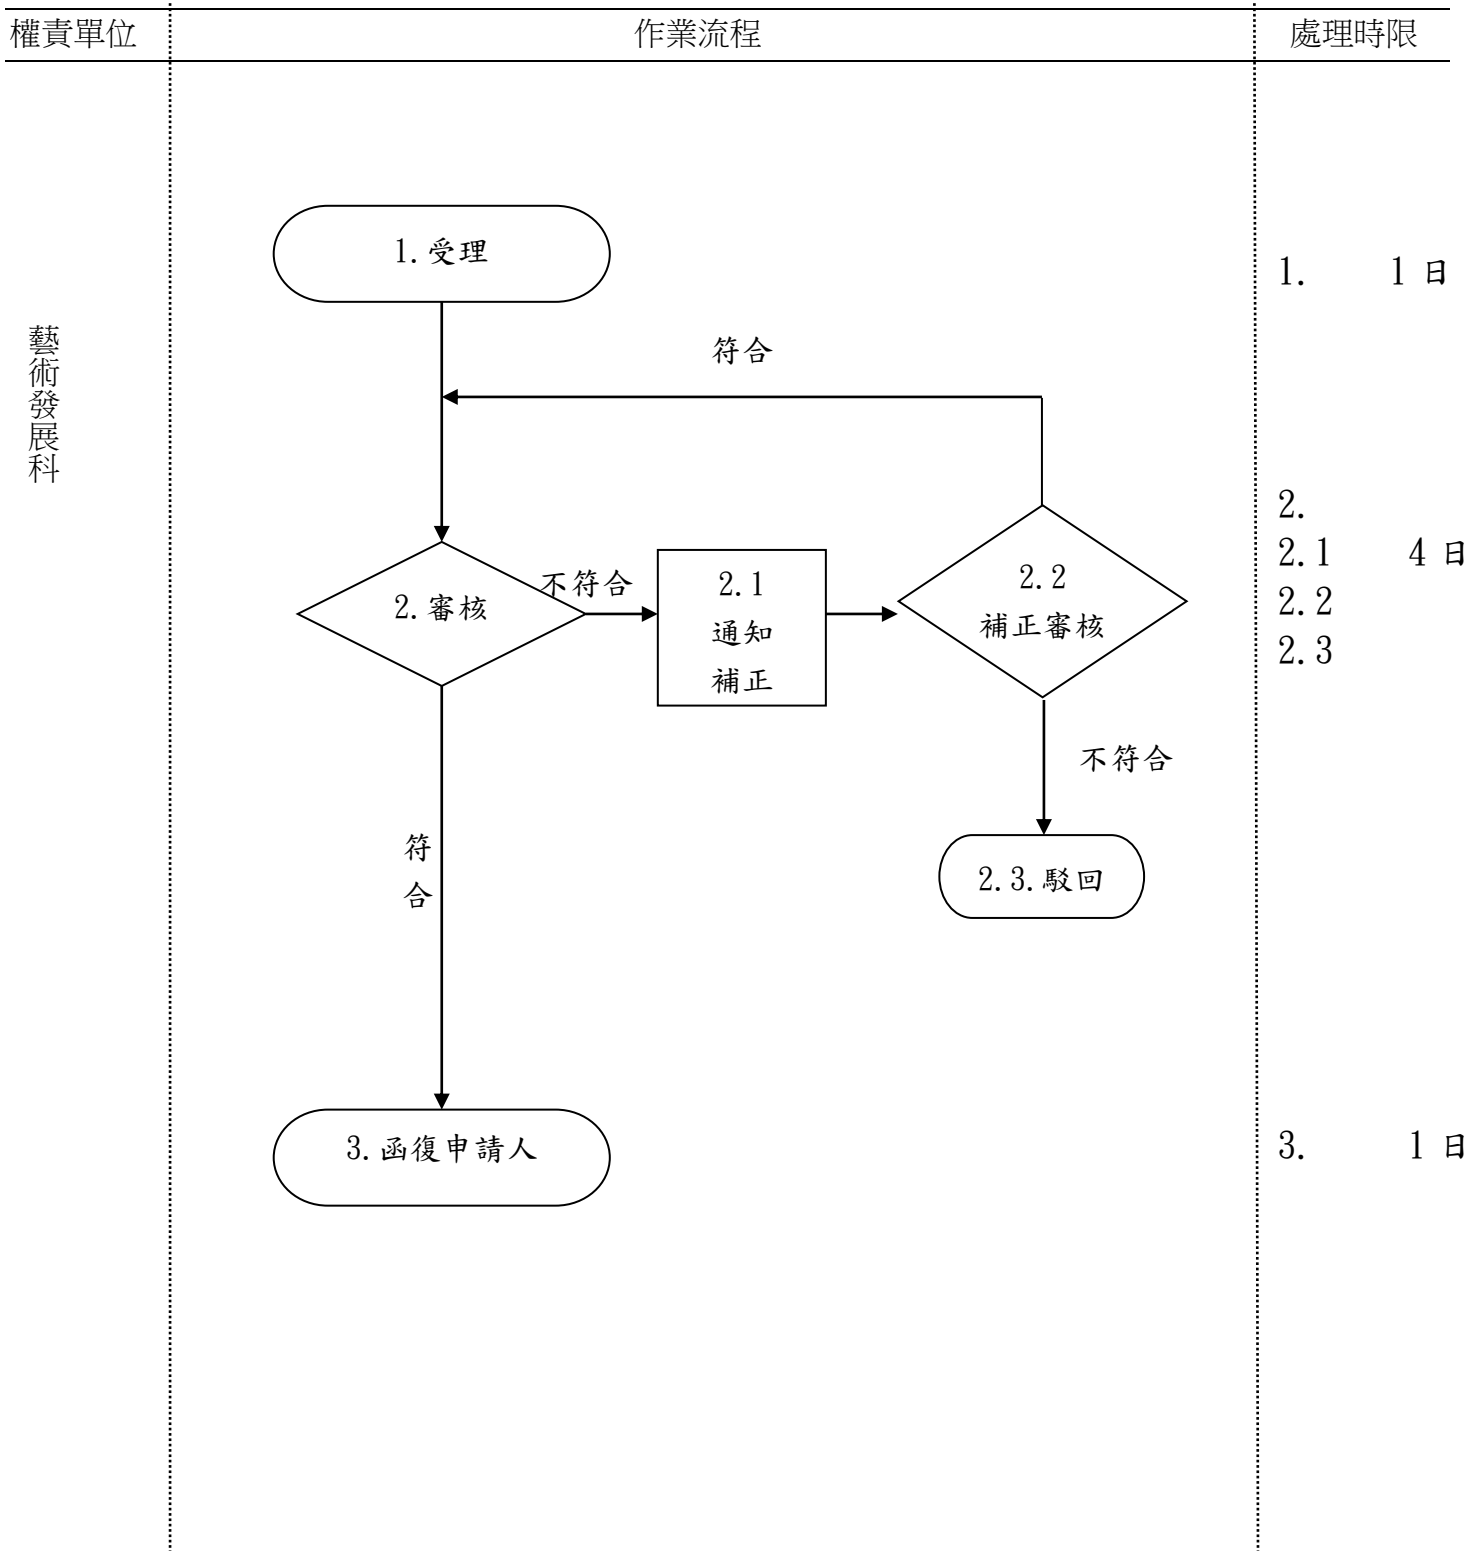 權責單位
作業流程
處理時限
藝術發展科
1.受理
1. 1日
符合
2.審核
不符合
2.1
通知
補正
2.2
補正審核
2.
2.1 4日
2.2
2.3
不符合
符
合
2.3.駁回
3.函復申請人
3. 1日